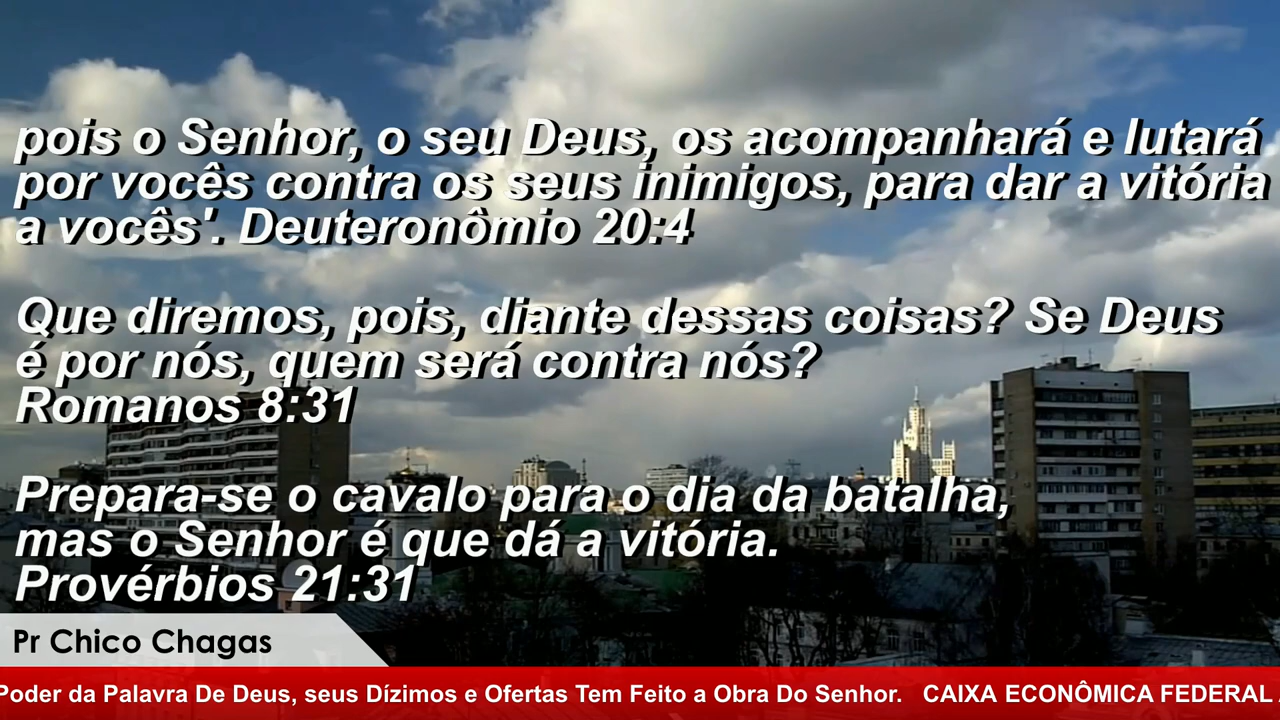 pois o Senhor, o seu Deus, os acompanhará e lutará
por vocês contra os seus inimigos, para dar a vitória
a vocês'. Deuteronômio 20:4
Que diremos, pois, diante dessas coisas? Se Deus
é por nós, quem será contra nós?
Romanos 8:31
Prepara-se o cavalo para o dia da batalha,
mas o Senhor é que dá a vitória.
Provérbios 21:31
Pr Chico Chagas
Poder da Palavra De Deus, seus Dízimos e Ofertas Tem Feito a Obra Do Senhor. CAIXA ECONÔMICA FEDERAL